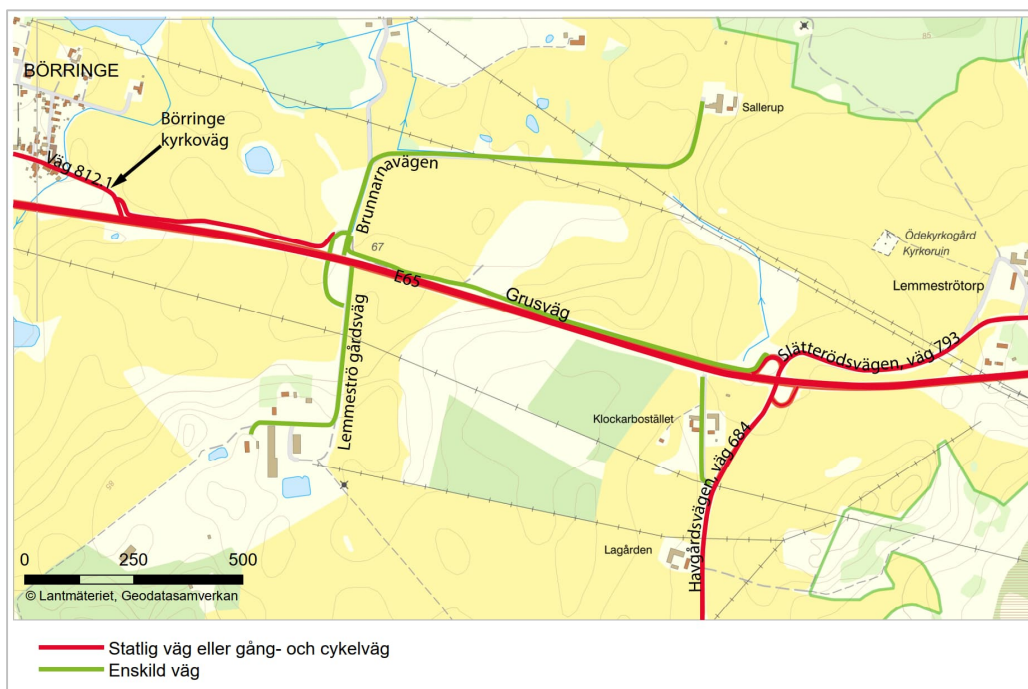 BÖRRINGE
Börringe
kyrkoväg
Väg 812.1
Brunnarnavägen
Sallerup
85
67
E65
Grusväg
Ödekyrkogård
Kyrkoruin
Lemmeströtorp
Slätterödsvägen, väg 793
Lemmeströ gårdsväg
Klockarbostället
Havgårdsvägen, väg 684
Lagården
85
0 250 500
© Lantmäteriet, Geodatasamverkan
Statlig väg eller gång- och cykelväg
Enskild väg